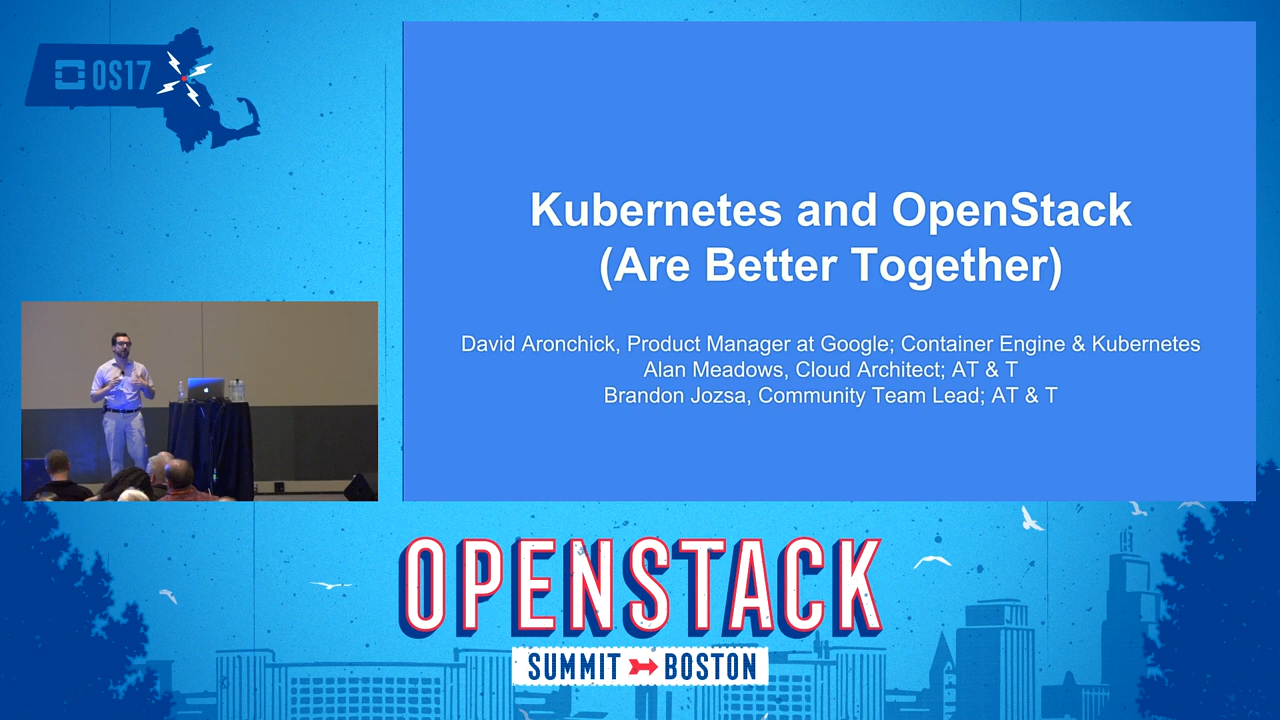 OS17
Kubernetes and OpenStack
(Are Better Together)
David Aronchick, Product Manager at Google; Container Engine & Kubernetes
Alan Meadows, Cloud Architect; AT & T
Brandon Jozsa, Community Team Lead; AT & T
OPENSTACK
SUMMIT BOSTON